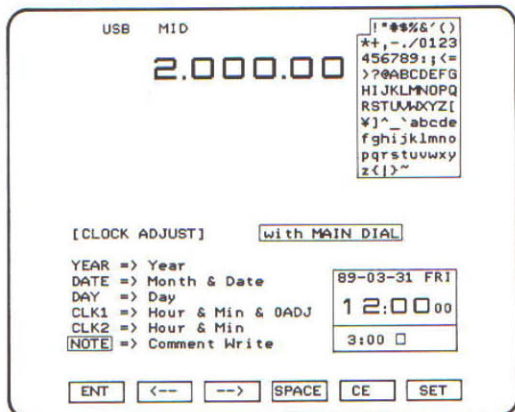 USB MID
2.000.00
!"#$%&'()
*+,-./0123
456789:;<=
>?@ABCDEFG
HIJKLMNOPQ
RSTUVWXYZ[
¥]^_`abcde
fghijklmno
pqrstuvwxy
z{|}~
[CLOCK ADJUST] with MAIN DIAL
YEAR => Year
DATE => Month & Date
DAY => Day
CLK1 => Hour & Min & 0ADJ
CLK2 => Hour & Min
NOTE => Comment Write
89-03-31 FRI
12:00 00
3:00 □
ENT <-- --> SPACE CE SET